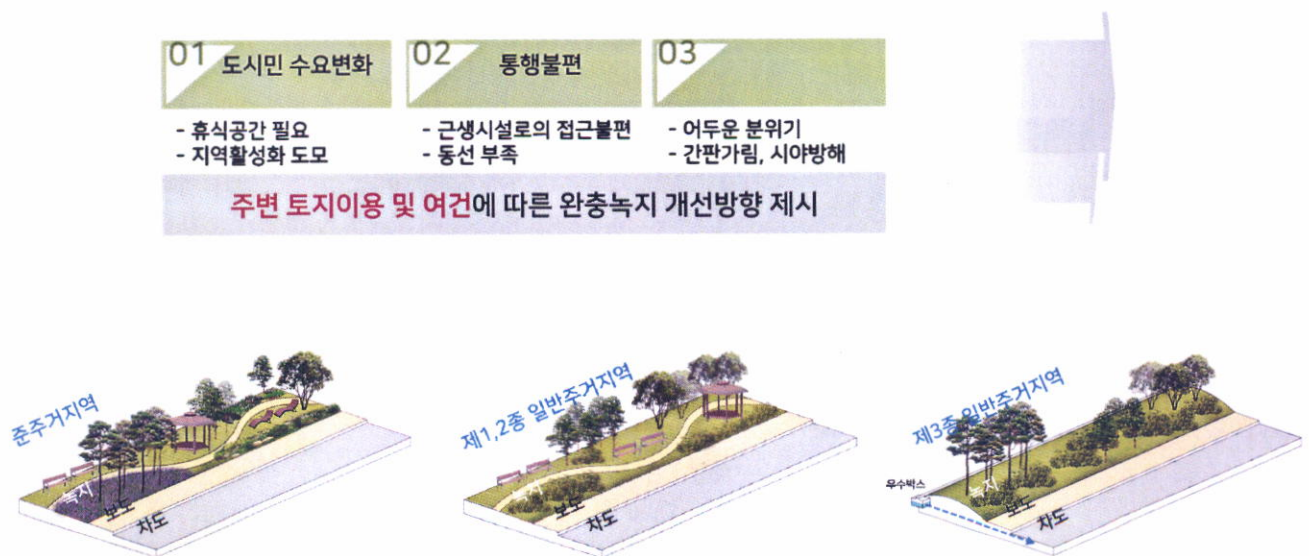 01 도시민 수요변화
02 통행불편
03
- 휴식공간 필요
- 지역활성화 도모
- 근생시설로의 접근불편
- 동선 부족
- 어두운 분위기
- 간판가림, 시야방해
주변 토지이용 및 여건에 따른 완충녹지 개선방향 제시
준주거지역
녹지
보도
차도
제1,2종 일반주거지역
녹지
보도
차도
제3종일반주거지역
우수박스
녹지
보도
차도